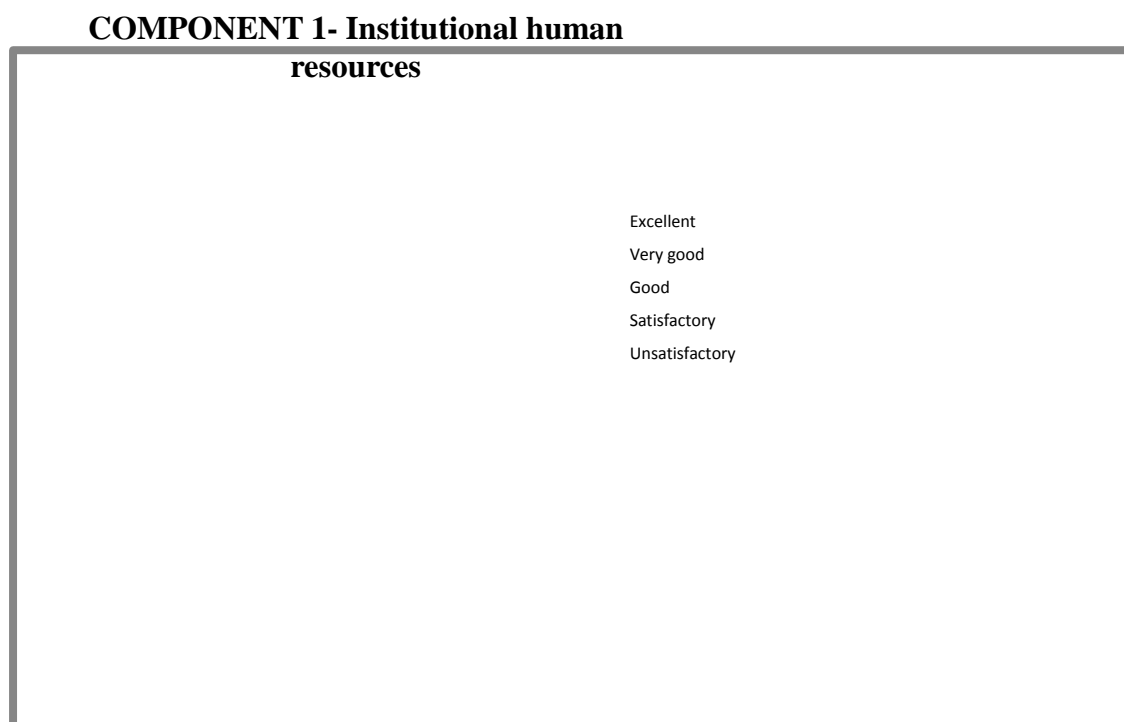 COMPONENT 1- Institutional human
resources
Excellent
Very good
Good
Satisfactory
Unsatisfactory